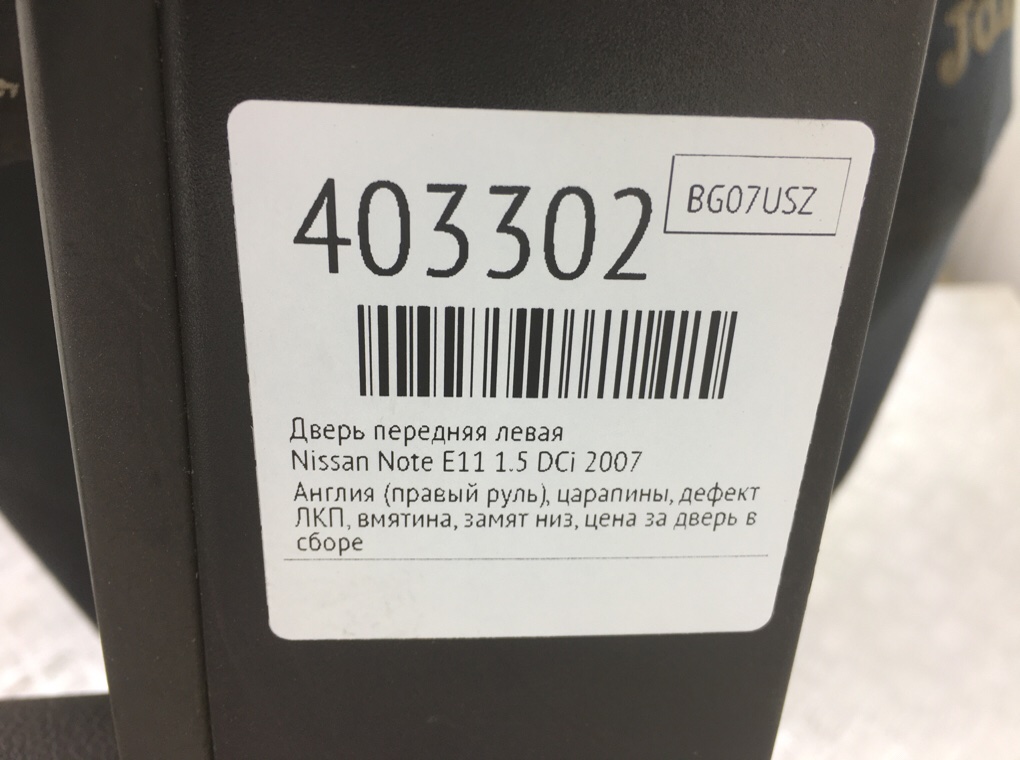 403302
BG07USZ
Дверь передняя левая
Nissan Note E11 1.5 DCi 2007
Англия (правый руль), царапины, дефект
ЛКП, вмятина, замят низ, цена за дверь в
сборе